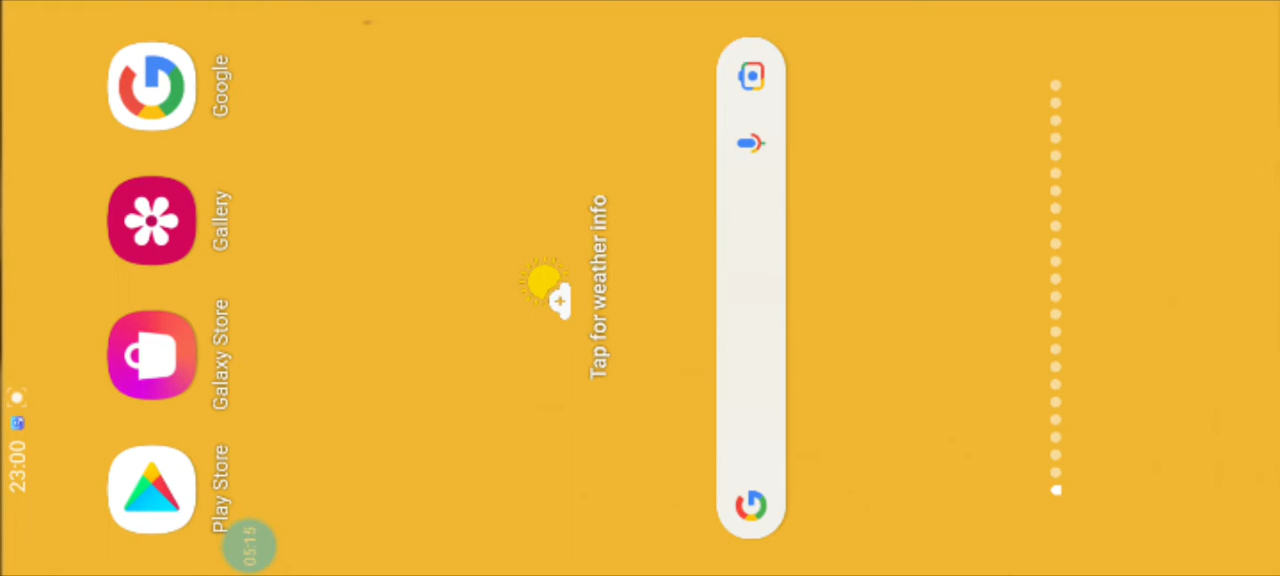 23:00
Play Store
Galaxy Store
Gallery
Google
05:15
Tap for weather info